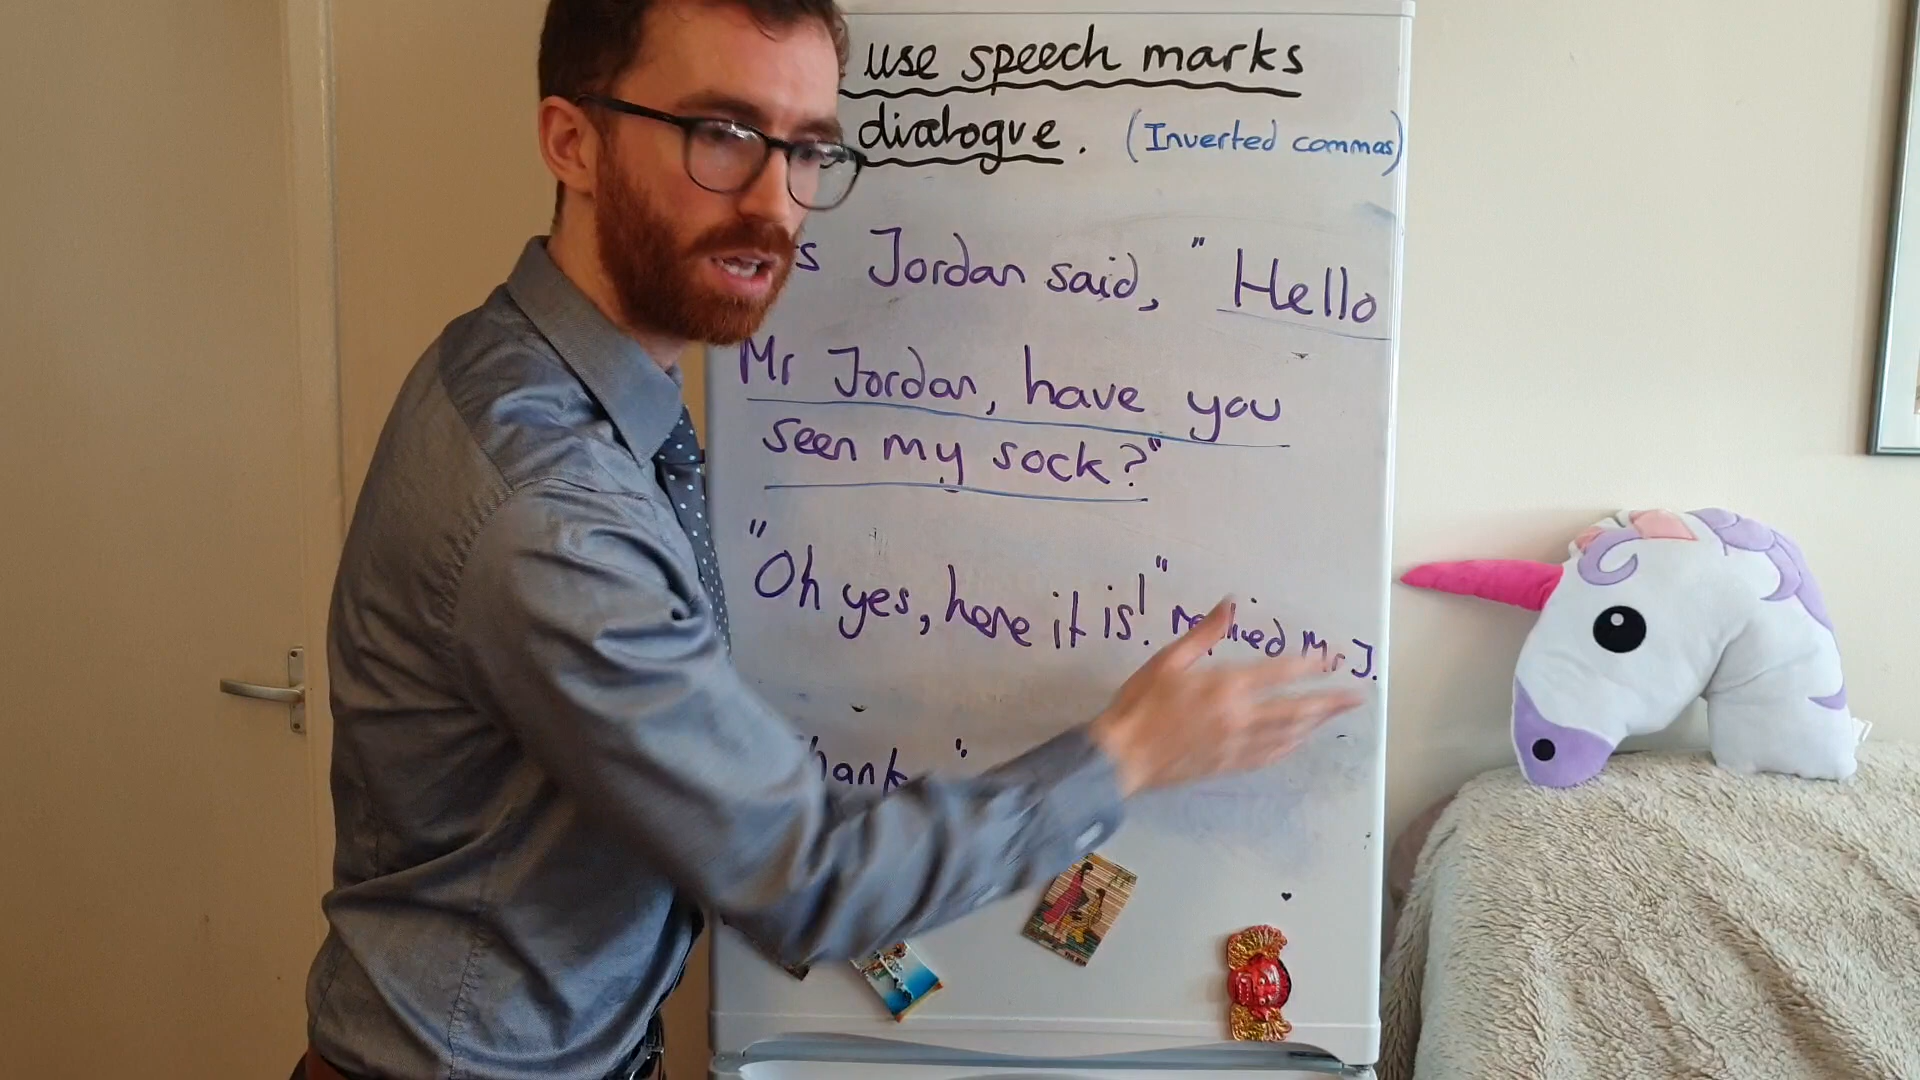 use speech marks
dialogue. (Inverted commas)
s Jordan said, "Hello
Mr Jordan, have you
seen my sock?"
"Oh yes, here it is!" replied Mr J.
hank "